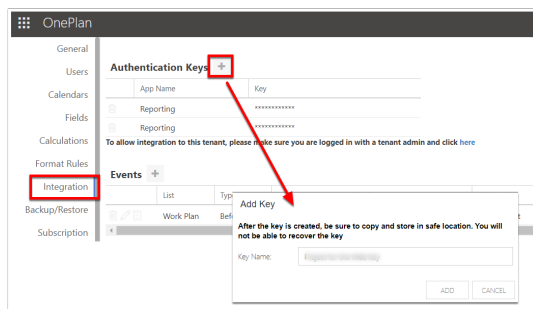 OnePlan
General
Users
Calendars
Fields
Calculations
Format Rules
Integration
Backup/Restore
Subscription
Authentication Keys +
App Name Key
Reporting ************
Reporting ************
To allow integration to this tenant, please make sure you are logged in with a tenant admin and click here
Events +
List
Work Plan
Add Key
After the key is created, be sure to copy and store in safe location. You will
not be able to recover the key
Key Name:
ADD CANCEL